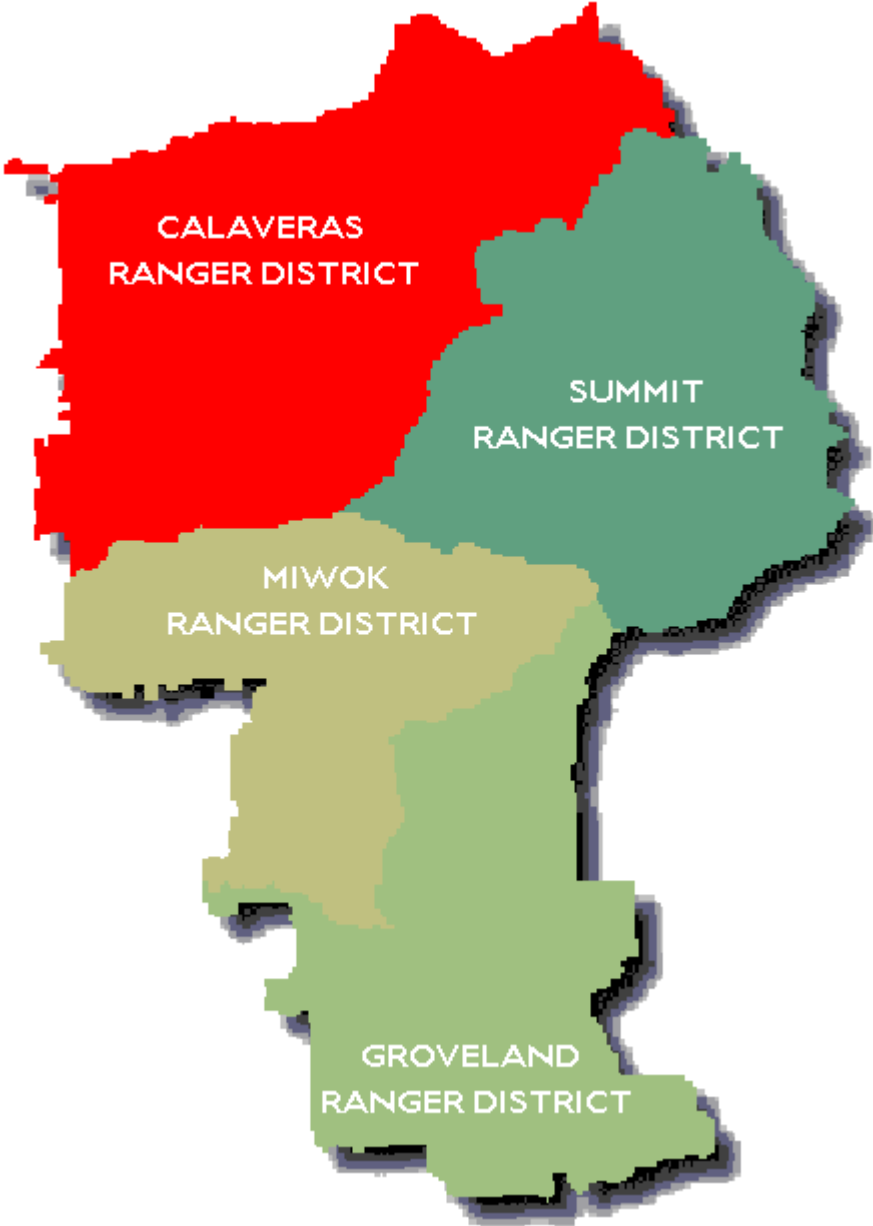 CALAVERAS
RANGER DISTRICT
SUMMIT
RANGER DISTRICT
MIWOK
RANGER DISTRICT
GROVELAND
RANGER DISTRICT